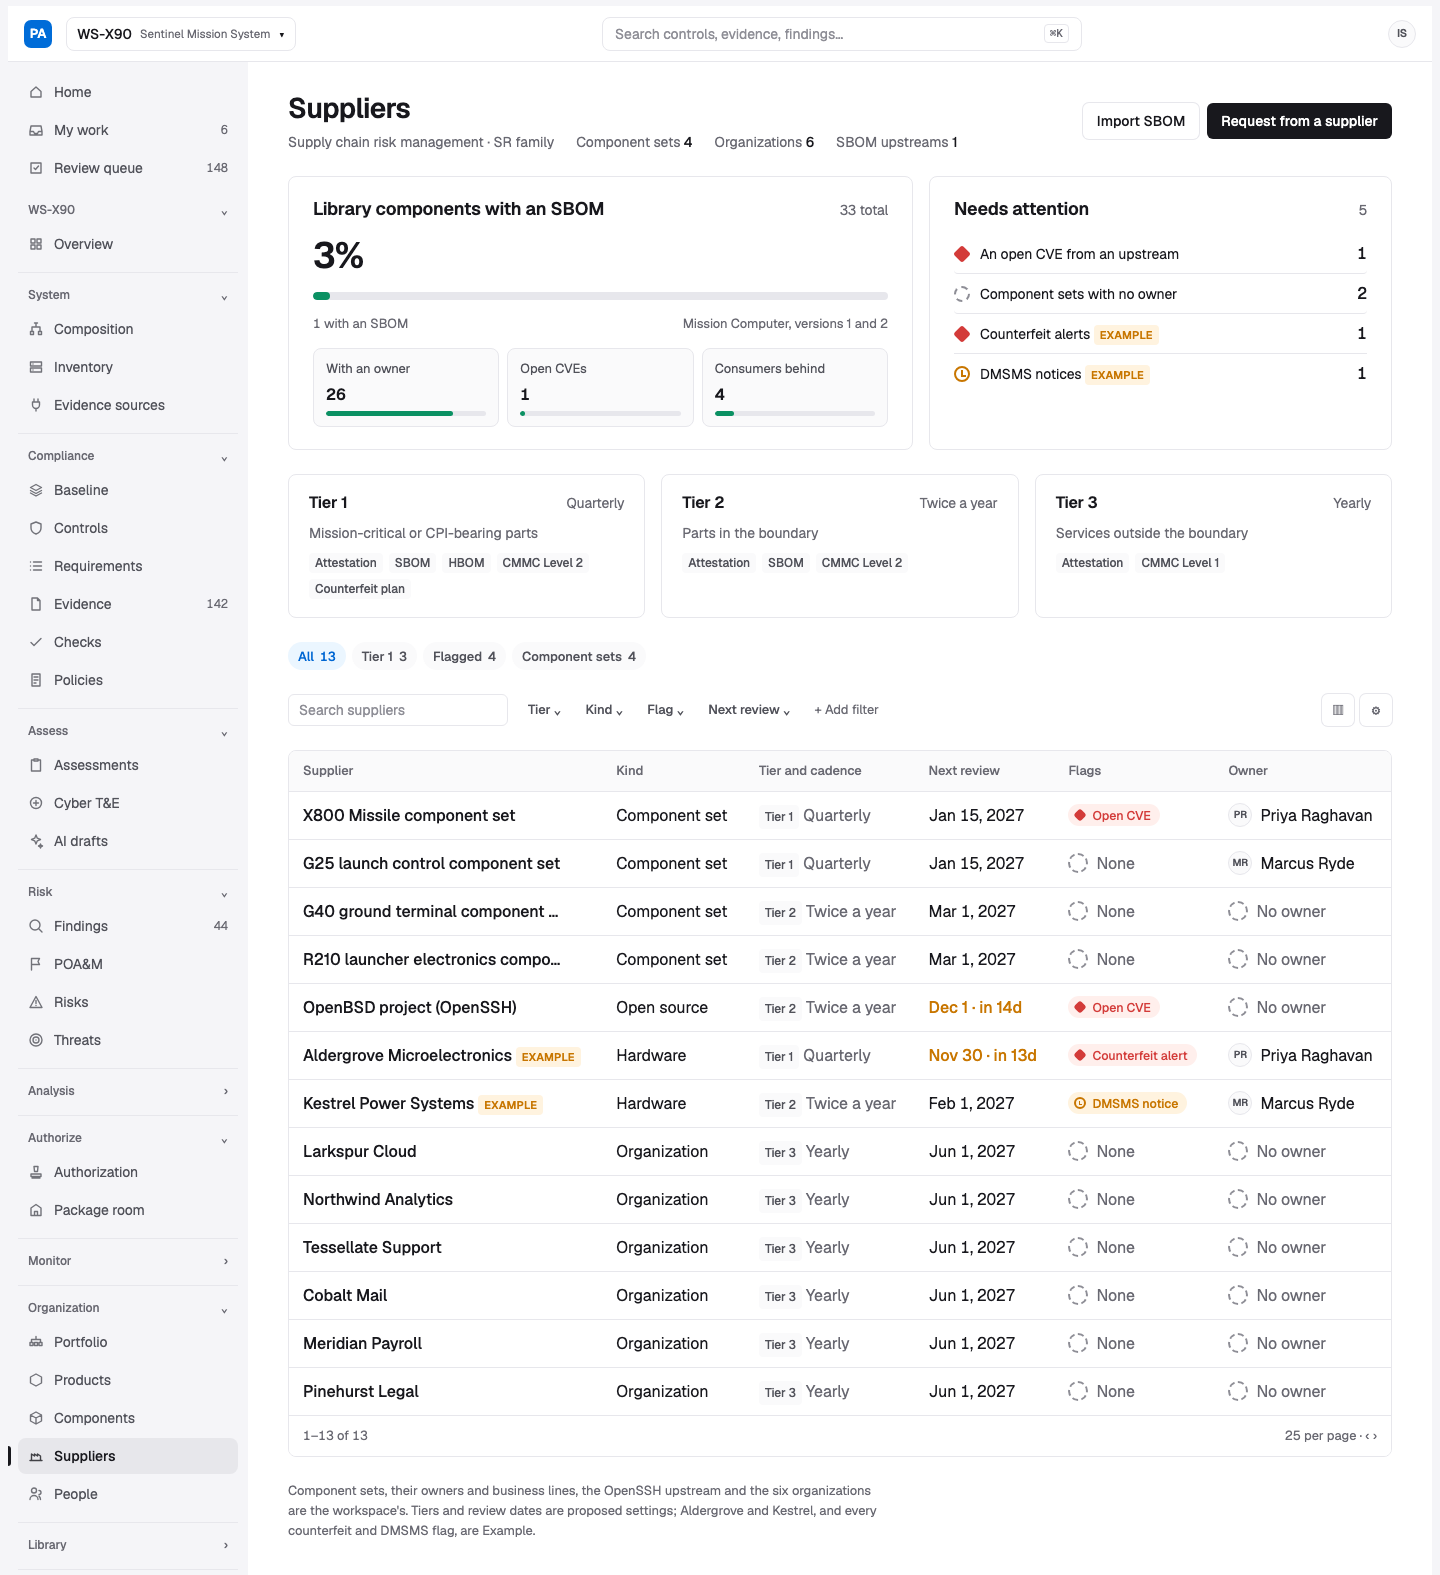 PA WS-X90 Sentinel Mission System Search controls, evidence, findings... ⌘K IS
Home
My work 6
Review queue 148
WS-X90
Overview
System
Composition
Inventory
Evidence sources
Compliance
Baseline
Controls
Requirements
Evidence 142
Checks
Policies
Assess
Assessments
Cyber T&E
AI drafts
Risk
Findings 44
POA&M
Risks
Threats
Analysis
Authorize
Authorization
Package room
Monitor
Organization
Portfolio
Products
Components
Suppliers
People
Library
Suppliers
Supply chain risk management · SR family Component sets 4 Organizations 6 SBOM upstreams 1
Import SBOM Request from a supplier
Library components with an SBOM 33 total
3%
1 with an SBOM Mission Computer, versions 1 and 2
With an owner Open CVEs Consumers behind
26 1 4
Needs attention 5
An open CVE from an upstream 1
Component sets with no owner 2
Counterfeit alerts EXAMPLE 1
DMSMS notices EXAMPLE 1
Tier 1 Quarterly
Mission-critical or CPI-bearing parts
Attestation SBOM HBOM CMMC Level 2
Counterfeit plan
Tier 2 Twice a year
Parts in the boundary
Attestation SBOM CMMC Level 2
Tier 3 Yearly
Services outside the boundary
Attestation CMMC Level 1
All 13 Tier 1 3 Flagged 4 Component sets 4
Search suppliers Tier Kind Flag Next review + Add filter
Supplier Kind Tier and cadence Next review Flags Owner
X800 Missile component set Component set Tier 1 Quarterly Jan 15, 2027 Open CVE PR Priya Raghavan
G25 launch control component set Component set Tier 1 Quarterly Jan 15, 2027 None MR Marcus Ryde
G40 ground terminal component ... Component set Tier 2 Twice a year Mar 1, 2027 None No owner
R210 launcher electronics compo... Component set Tier 2 Twice a year Mar 1, 2027 None No owner
OpenBSD project (OpenSSH) Open source Tier 2 Twice a year Dec 1 · in 14d Open CVE No owner
Aldergrove Microelectronics EXAMPLE Hardware Tier 1 Quarterly Nov 30 · in 13d Counterfeit alert PR Priya Raghavan
Kestrel Power Systems EXAMPLE Hardware Tier 2 Twice a year Feb 1, 2027 DMSMS notice MR Marcus Ryde
Larkspur Cloud Organization Tier 3 Yearly Jun 1, 2027 None No owner
Northwind Analytics Organization Tier 3 Yearly Jun 1, 2027 None No owner
Tessellate Support Organization Tier 3 Yearly Jun 1, 2027 None No owner
Cobalt Mail Organization Tier 3 Yearly Jun 1, 2027 None No owner
Meridian Payroll Organization Tier 3 Yearly Jun 1, 2027 None No owner
Pinehurst Legal Organization Tier 3 Yearly Jun 1, 2027 None No owner
1–13 of 13 25 per page · ‹ ›
Component sets, their owners and business lines, the OpenSSH upstream and the six organizations
are the workspace's. Tiers and review dates are proposed settings; Aldergrove and Kestrel, and every
counterfeit and DMSMS flag, are Example.